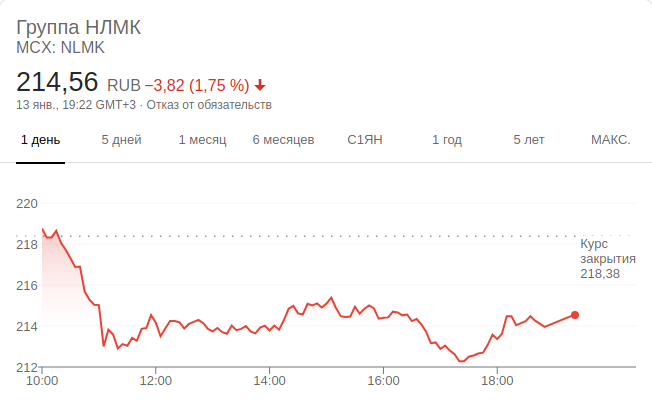 Группа НЛМК
MCX: NLMK
214,56 RUB −3,82 (1,75 %)
13 янв., 19:22 GMT+3 · Отказ от обязательств
1 день 5 дней 1 месяц 6 месяцев С1ЯН 1 год 5 лет МАКС.
220
218
216
214
212
Курс
закрытия
218,38
10:00 12:00 14:00 16:00 18:00